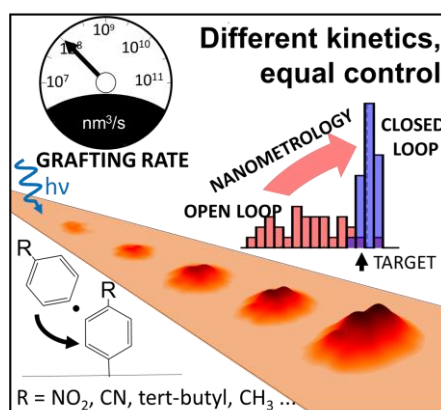 Different kinetics,
equal control
10⁷
10⁸
10⁹
10¹⁰
10¹¹
nm³/s
GRAFTING RATE
hν
NANOMETROLOGY
OPEN LOOP
CLOSED
LOOP
TARGET
R
R
R = NO₂, CN, tert-butyl, CH₃ ...